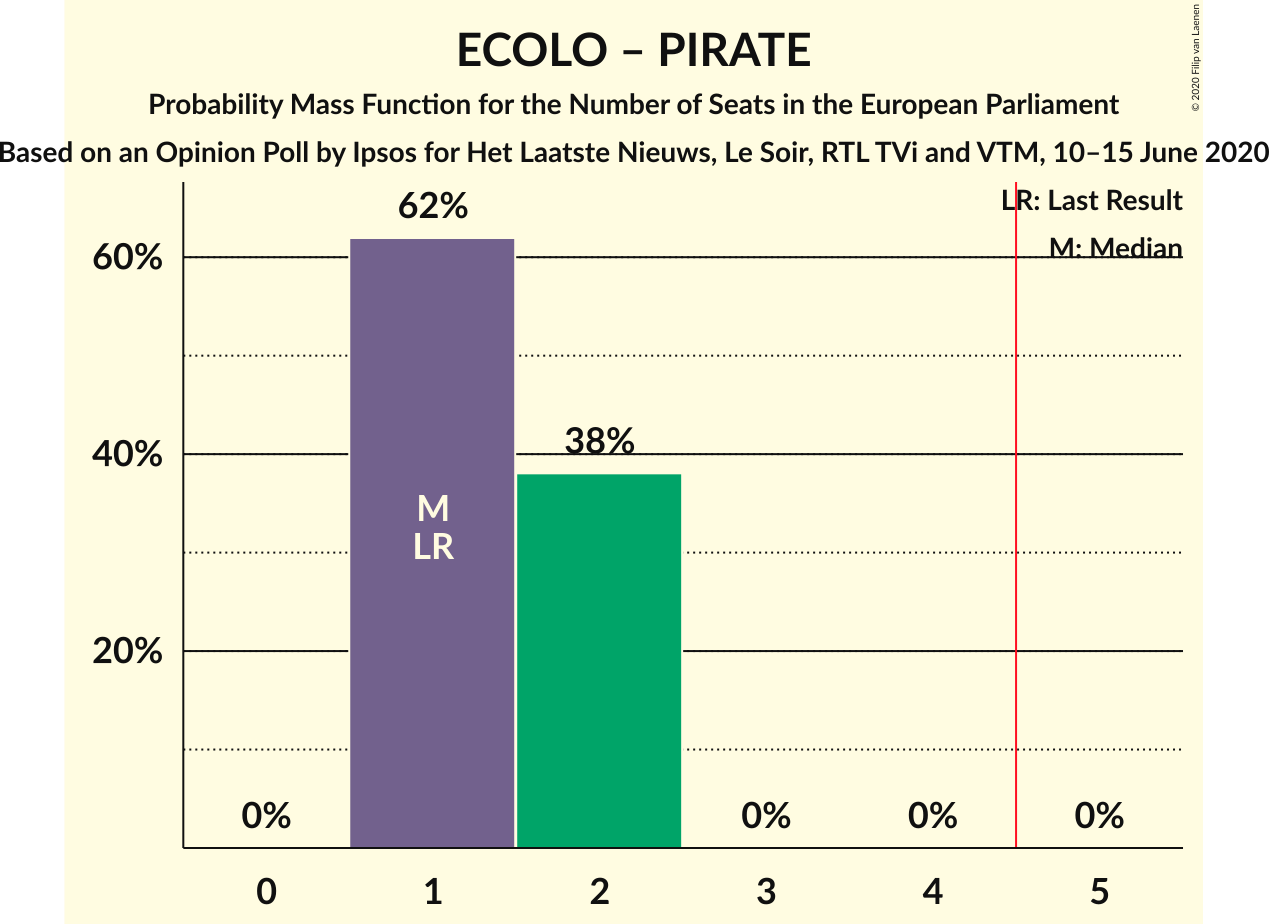 ECOLO – PIRATE
Probability Mass Function for the Number of Seats in the European Parliament
Based on an Opinion Poll by Ipsos for Het Laatste Nieuws, Le Soir, RTL TVi and VTM, 10–15 June 2020
© 2020 Filip van Laenen
LR: Last Result
M: Median
62%
60%
38%
40%
M
LR
20%
0%
0%
0%
0%
0
1
2
3
4
5